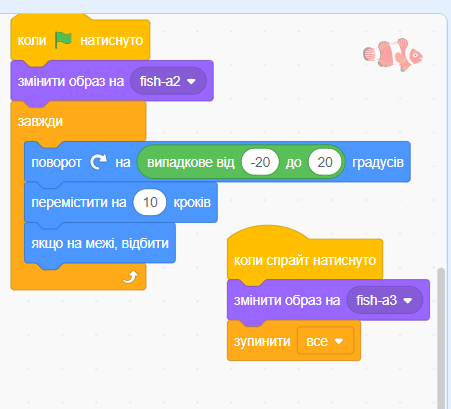 коли натиснуто
змінити образ на fish-a2
завжди
поворот на випадкове від -20 до 20 градусів
перемістити на 10 кроків
якщо на межі, відбити
коли спрайт натиснуто
змінити образ на fish-a3
зупинити все